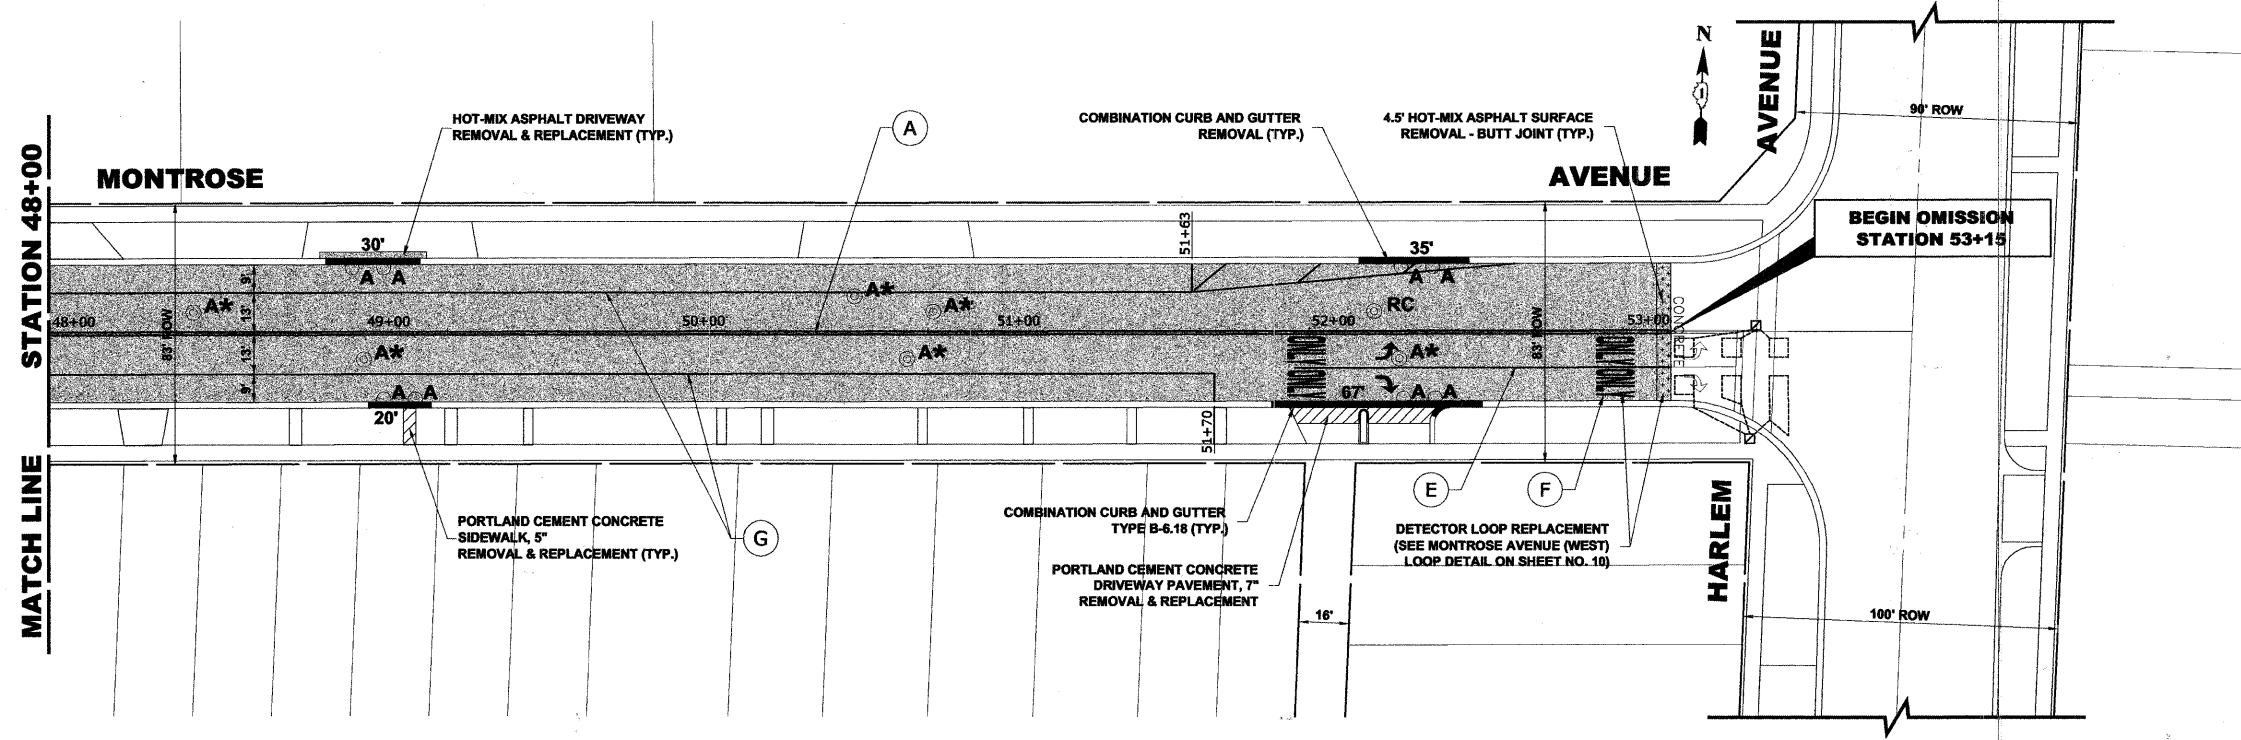 N
AVENUE
90' ROW
HOT-MIX ASPHALT DRIVEWAY
REMOVAL & REPLACEMENT (TYP.)
A
COMBINATION CURB AND GUTTER
REMOVAL (TYP.)
4.5' HOT-MIX ASPHALT SURFACE
REMOVAL - BUTT JOINT (TYP.)
MONTROSE
AVENUE
BEGIN OMISSION
STATION 53+15
MATCH LINE STATION 48+00
30'
51+63
35'
A A
A A
9'
13'
13'
9'
83' ROW
A*
A*
A*
RC
48+00
49+00
50+00
51+00
52+00
53+00
CONCRETE
83' ROW
A*
A*
ONLY
ONLY
A*
ONLY
ONLY
A A
67'
A A
20'
51+70
E
F
PORTLAND CEMENT CONCRETE
SIDEWALK, 5"
REMOVAL & REPLACEMENT (TYP.)
G
COMBINATION CURB AND GUTTER
TYPE B-6.18 (TYP.)
PORTLAND CEMENT CONCRETE
DRIVEWAY PAVEMENT, 7"
REMOVAL & REPLACEMENT
DETECTOR LOOP REPLACEMENT
(SEE MONTROSE AVENUE (WEST)
LOOP DETAIL ON SHEET NO. 10)
HARLEM
16'
100' ROW